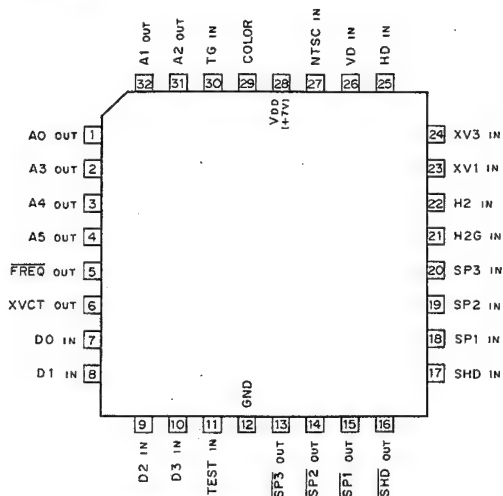 A1 OUT
A2 OUT
TG IN
COLOR
NTSC IN
VD IN
HD IN
32
31
30
29
28
27
26
25
VDD
(+7V)
A0 OUT 1
A3 OUT 2
A4 OUT 3
A5 OUT 4
FREQ OUT 5
XVCT OUT 6
D0 IN 7
D1 IN 8
24 XV3 IN
23 XV1 IN
22 H2 IN
21 H2G IN
20 SP3 IN
19 SP2 IN
18 SP1 IN
17 SHD IN
GND
9
10
11
12
13
14
15
16
D2 IN
D3 IN
TEST IN
SP3 OUT
SP2 OUT
SP1 OUT
SHD OUT